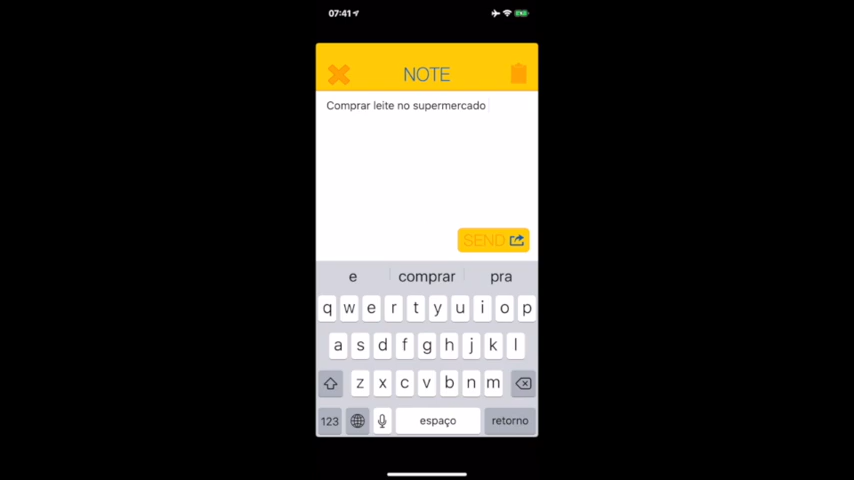 07:41
NOTE
Comprar leite no supermercado
SEND
e comprar pra
q w e r t y u i o p
a s d f g h j k l
z x c v b n m
123 espaço retorno